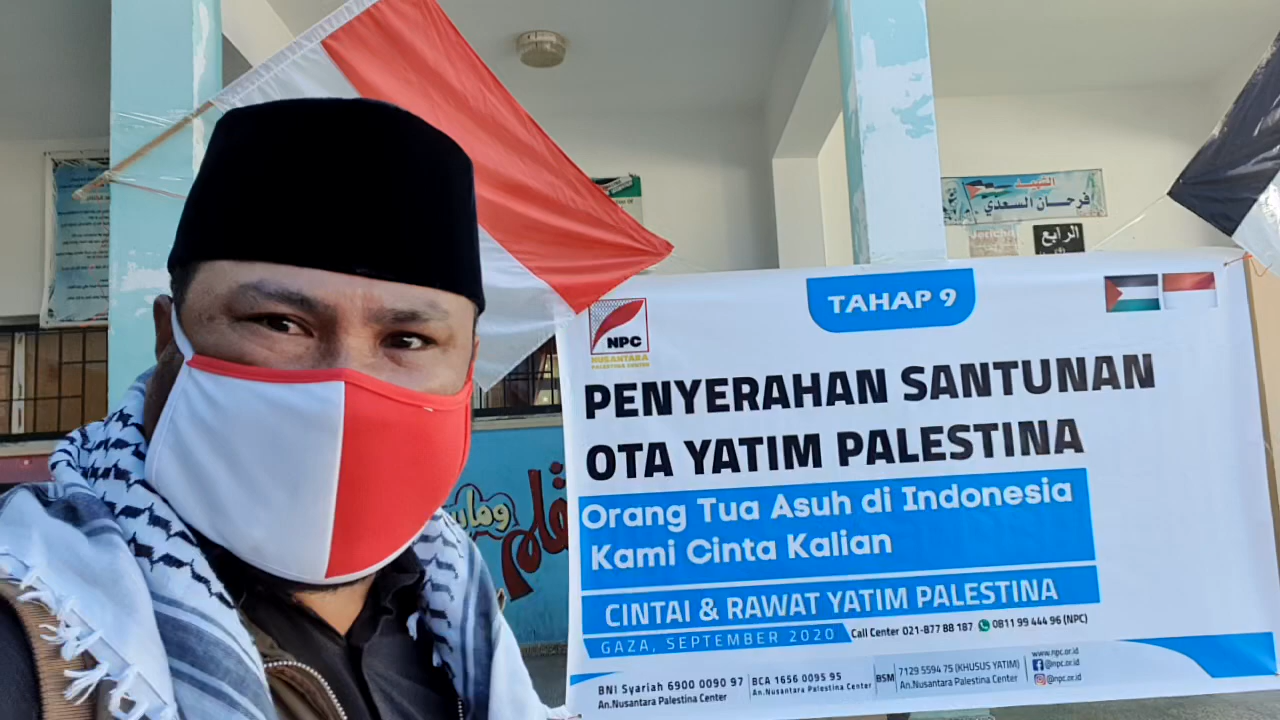 الشهيد
فرحان السعدي
الرابع
TAHAP 9
NPC
NUSANTARA
PALESTINE CENTER
PENYERAHAN SANTUNAN
OTA YATIM PALESTINA
Orang Tua Asuh di Indonesia
Kami Cinta Kalian
CINTAI & RAWAT YATIM PALESTINA
GAZA, SEPTEMBER 2020
Call Center 021-877 88 187 0811 99 444 96 (NPC)
BNI Syariah 6900 0090 97
An.Nusantara Palestina Center
BCA 1656 0095 95
An.Nusantara Palestina Center
BSM
7129 5594 75 (KHUSUS YATIM)
An.Nusantara Palestina Center
www.npc.or.id
@npc.or.id
@npc.or.id